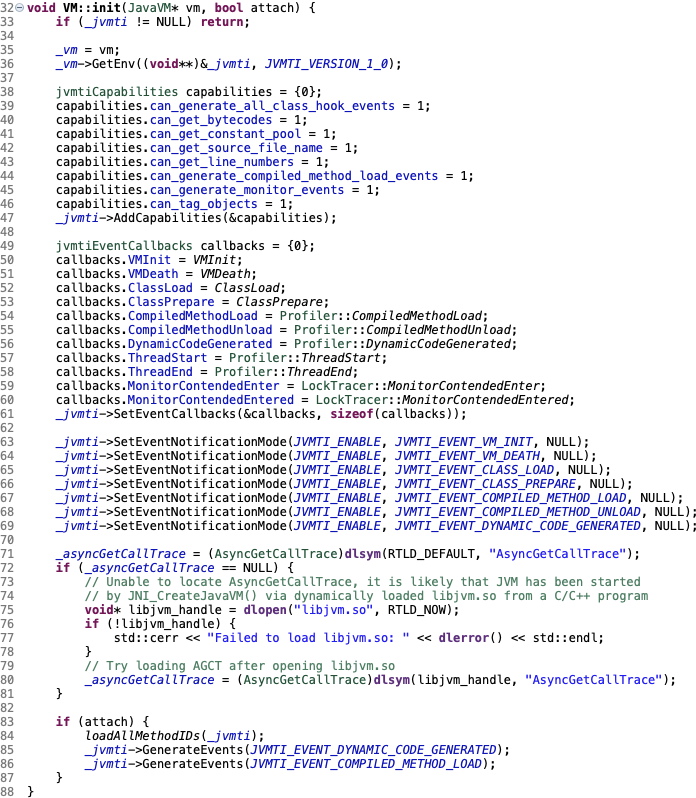 32 void VM::init(JavaVM* vm, bool attach) {
33     if (_jvmti != NULL) return;
34
35     _vm = vm;
36     _vm->GetEnv((void**)&_jvmti, JVMTI_VERSION_1_0);
37
38     jvmtiCapabilities capabilities = {0};
39     capabilities.can_generate_all_class_hook_events = 1;
40     capabilities.can_get_bytecodes = 1;
41     capabilities.can_get_constant_pool = 1;
42     capabilities.can_get_source_file_name = 1;
43     capabilities.can_get_line_numbers = 1;
44     capabilities.can_generate_compiled_method_load_events = 1;
45     capabilities.can_generate_monitor_events = 1;
46     capabilities.can_tag_objects = 1;
47     _jvmti->AddCapabilities(&capabilities);
48
49     jvmtiEventCallbacks callbacks = {0};
50     callbacks.VMInit = VMInit;
51     callbacks.VMDeath = VMDeath;
52     callbacks.ClassLoad = ClassLoad;
53     callbacks.ClassPrepare = ClassPrepare;
54     callbacks.CompiledMethodLoad = Profiler::CompiledMethodLoad;
55     callbacks.CompiledMethodUnload = Profiler::CompiledMethodUnload;
56     callbacks.DynamicCodeGenerated = Profiler::DynamicCodeGenerated;
57     callbacks.ThreadStart = Profiler::ThreadStart;
58     callbacks.ThreadEnd = Profiler::ThreadEnd;
59     callbacks.MonitorContendedEnter = LockTracer::MonitorContendedEnter;
60     callbacks.MonitorContendedEntered = LockTracer::MonitorContendedEntered;
61     _jvmti->SetEventCallbacks(&callbacks, sizeof(callbacks));
62
63     _jvmti->SetEventNotificationMode(JVMTI_ENABLE, JVMTI_EVENT_VM_INIT, NULL);
64     _jvmti->SetEventNotificationMode(JVMTI_ENABLE, JVMTI_EVENT_VM_DEATH, NULL);
65     _jvmti->SetEventNotificationMode(JVMTI_ENABLE, JVMTI_EVENT_CLASS_LOAD, NULL);
66     _jvmti->SetEventNotificationMode(JVMTI_ENABLE, JVMTI_EVENT_CLASS_PREPARE, NULL);
67     _jvmti->SetEventNotificationMode(JVMTI_ENABLE, JVMTI_EVENT_COMPILED_METHOD_LOAD, NULL);
68     _jvmti->SetEventNotificationMode(JVMTI_ENABLE, JVMTI_EVENT_COMPILED_METHOD_UNLOAD, NULL);
69     _jvmti->SetEventNotificationMode(JVMTI_ENABLE, JVMTI_EVENT_DYNAMIC_CODE_GENERATED, NULL);
70
71     _asyncGetCallTrace = (AsyncGetCallTrace)dlsym(RTLD_DEFAULT, "AsyncGetCallTrace");
72     if (_asyncGetCallTrace == NULL) {
73         // Unable to locate AsyncGetCallTrace, it is likely that JVM has been started
74         // by JNI_CreateJavaVM() via dynamically loaded libjvm.so from a C/C++ program
75         void* libjvm_handle = dlopen("libjvm.so", RTLD_NOW);
76         if (!libjvm_handle) {
77             std::cerr << "Failed to load libjvm.so: " << dlerror() << std::endl;
78         }
79         // Try loading AGCT after opening libjvm.so
80         _asyncGetCallTrace = (AsyncGetCallTrace)dlsym(libjvm_handle, "AsyncGetCallTrace");
81     }
82
83     if (attach) {
84         loadAllMethodIDs(_jvmti);
85         _jvmti->GenerateEvents(JVMTI_EVENT_DYNAMIC_CODE_GENERATED);
86         _jvmti->GenerateEvents(JVMTI_EVENT_COMPILED_METHOD_LOAD);
87     }
88 }